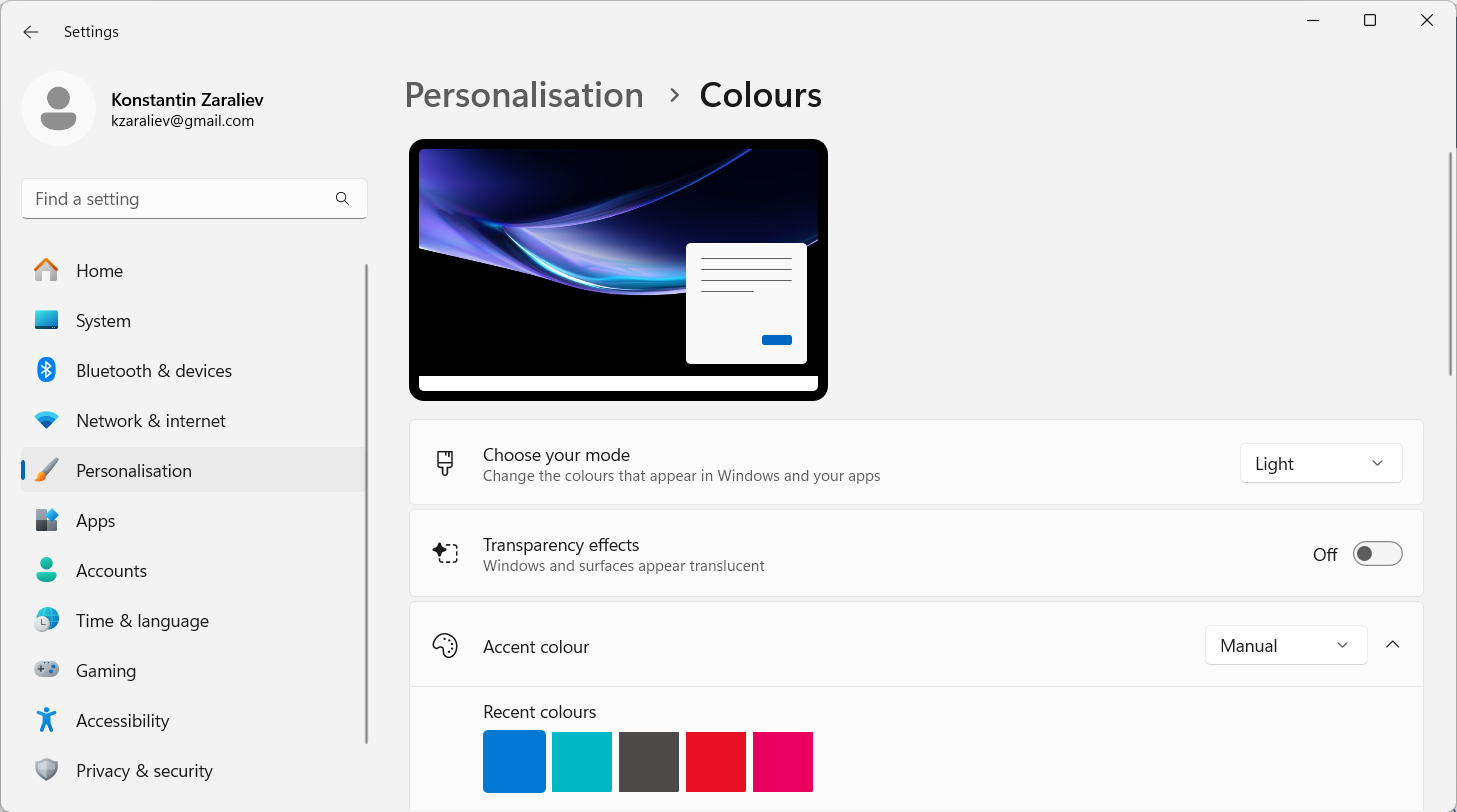 Settings
Konstantin Zaraliev
kzaraliev@gmail.com
Find a setting
Home
System
Bluetooth & devices
Network & internet
Personalisation
Apps
Accounts
Time & language
Gaming
Accessibility
Privacy & security
Personalisation > Colours
Choose your mode
Change the colours that appear in Windows and your apps
Light
Transparency effects
Windows and surfaces appear translucent
Off
Accent colour
Manual
Recent colours